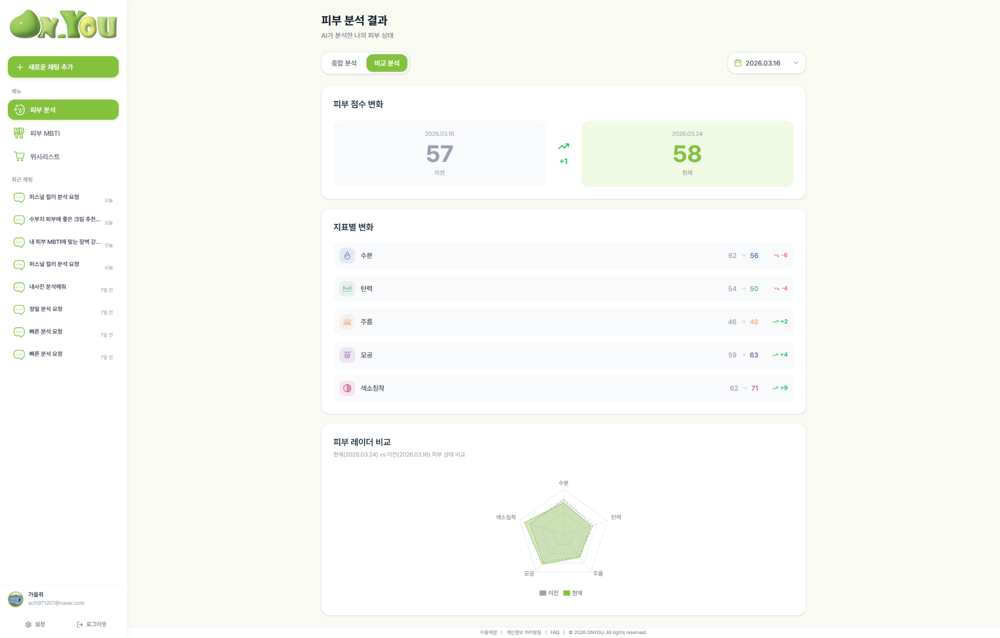 ON_YOU
새로운 채팅 추가
메뉴
MBTI
피부 분석
피부 MBTI
위시리스트
최근 채팅
퍼스널 컬러 분석 요청
오늘
수부지 피부에 좋은 크림 추천...
오늘
내 피부 MBTI에 맞는 장벽 강...
오늘
퍼스널 컬러 분석 요청
오늘
내사진 분석해줘
7일 전
정밀 분석 요청
7일 전
빠른 분석 요청
7일 전
빠른 분석 요청
7일 전
가을쥐
acft971201@naver.com
설정
로그아웃
피부 분석 결과
AI가 분석한 나의 피부 상태
종합 분석
비교 분석
2026.03.16
피부 점수 변화
2026.03.16
57
이전
+1
2026.03.24
58
현재
지표별 변화
수분 62 → 56 -6
탄력 54 → 50 -4
주름 46 → 48 +2
모공 59 → 63 +4
색소침착 62 → 71 +9
피부 레이더 비교
현재(2026.03.24) vs 이전(2026.03.16) 피부 상태 비교
수분
색소침착
탄력
모공
주름
이전 현재
이용약관 | 개인정보 처리방침 | FAQ | © 2026 ONYOU. All rights reserved.